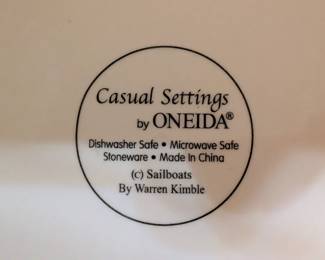 Casual Settings
by ONEIDA®
Dishwasher Safe • Microwave Safe
Stoneware • Made In China
(c) Sailboats
By Warren Kimble